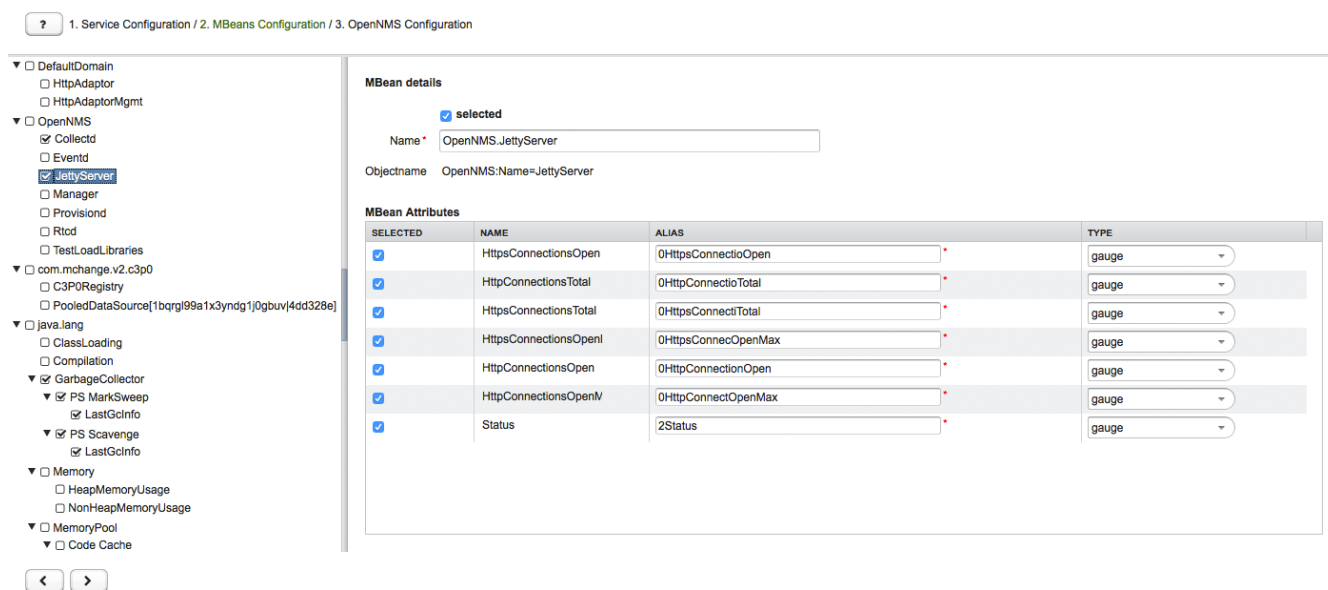 ? 1. Service Configuration / 2. MBeans Configuration / 3. OpenNMS Configuration
DefaultDomain
HttpAdaptor
HttpAdaptorMgmt
OpenNMS
Collectd
Eventd
JettyServer
Manager
Provisiond
Rtcd
TestLoadLibraries
com.mchange.v2.c3p0
C3P0Registry
PooledDataSource[1bqrgl99a1x3yndg1j0gbuv|4dd328e]
java.lang
ClassLoading
Compilation
GarbageCollector
PS MarkSweep
LastGcInfo
PS Scavenge
LastGcInfo
Memory
HeapMemoryUsage
NonHeapMemoryUsage
MemoryPool
Code Cache
MBean details
selected
Name * OpenNMS.JettyServer
Objectname OpenNMS:Name=JettyServer
MBean Attributes
SELECTED NAME ALIAS TYPE
HttpsConnectionsOpen 0HttpsConnectioOpen * gauge
HttpConnectionsTotal 0HttpConnectioTotal * gauge
HttpsConnectionsTotal 0HttpsConnectiTotal * gauge
HttpsConnectionsOpenI 0HttpsConnecOpenMax * gauge
HttpConnectionsOpen 0HttpConnectionOpen * gauge
HttpConnectionsOpenM 0HttpConnectOpenMax * gauge
Status 2Status * gauge